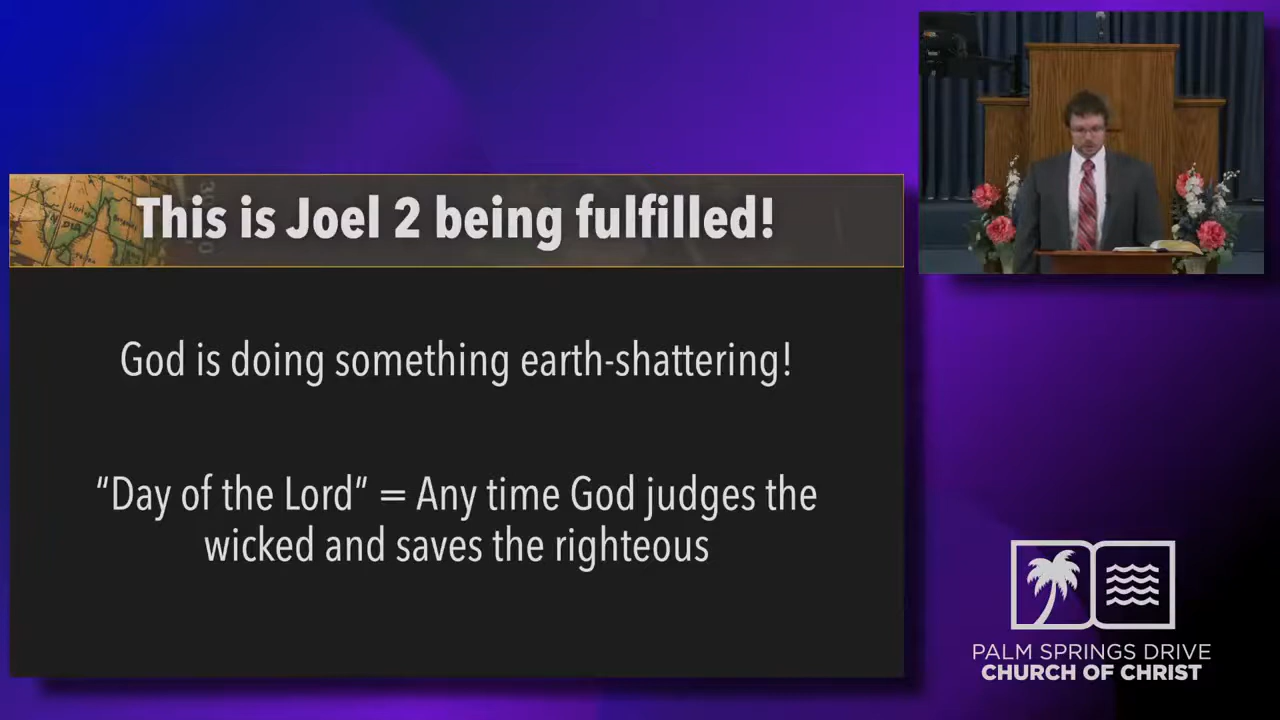 This is Joel 2 being fulfilled!
God is doing something earth-shattering!
“Day of the Lord” = Any time God judges the
wicked and saves the righteous
PALM SPRINGS DRIVE
CHURCH OF CHRIST